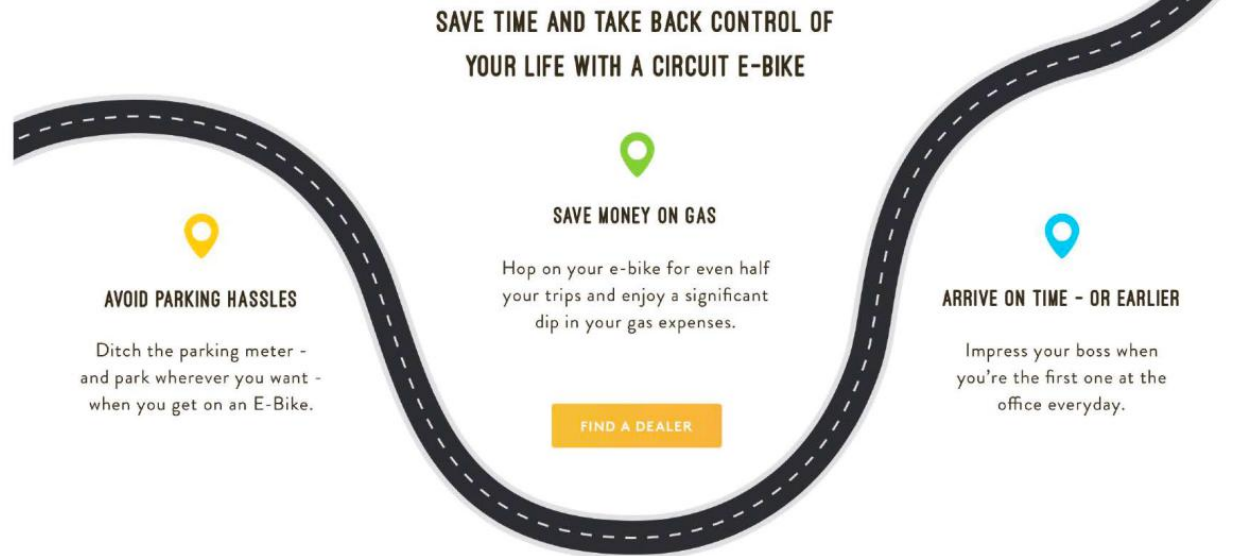 SAVE TIME AND TAKE BACK CONTROL OF
YOUR LIFE WITH A CIRCUIT E-BIKE
AVOID PARKING HASSLES
Ditch the parking meter -
and park wherever you want -
when you get on an E-Bike.
SAVE MONEY ON GAS
Hop on your e-bike for even half
your trips and enjoy a significant
dip in your gas expenses.
FIND A DEALER
ARRIVE ON TIME - OR EARLIER
Impress your boss when
you're the first one at the
office everyday.